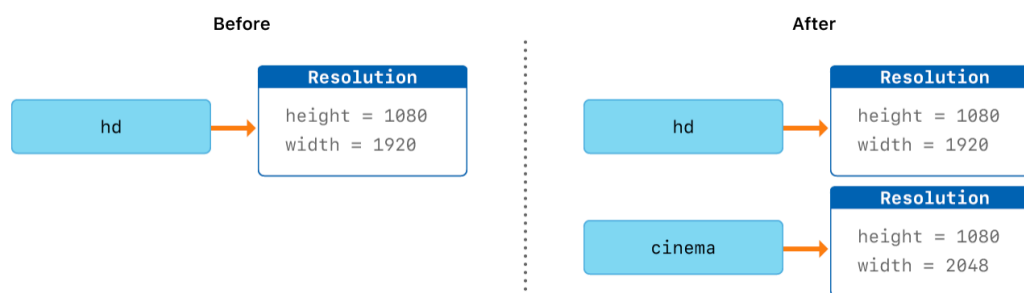 Before
hd
Resolution
height = 1080
width = 1920
After
hd
Resolution
height = 1080
width = 1920
cinema
Resolution
height = 1080
width = 2048